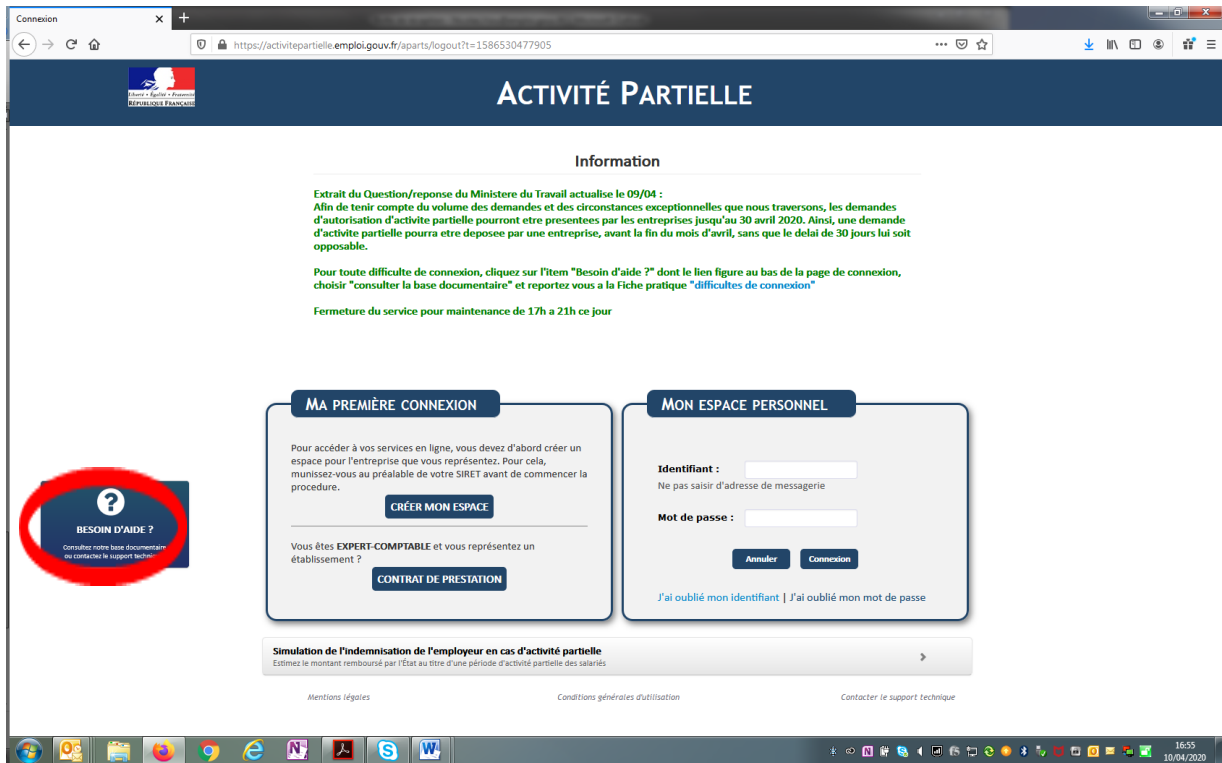 Connexion
https://activitepartielle.emploi.gouv.fr/aparts/logout?t=1586530477905
Liberté • Égalité • Fraternité
RÉPUBLIQUE FRANÇAISE
ACTIVITÉ PARTIELLE
Information
Extrait du Question/reponse du Ministere du Travail actualise le 09/04 :
Afin de tenir compte du volume des demandes et des circonstances exceptionnelles que nous traversons, les demandes
d'autorisation d'activite partielle pourront etre presentees par les entreprises jusqu'au 30 avril 2020. Ainsi, une demande
d'activite partielle pourra etre deposee par une entreprise, avant la fin du mois d'avril, sans que le delai de 30 jours lui soit
opposable.
Pour toute difficulte de connexion, cliquez sur l'item "Besoin d'aide ?" dont le lien figure au bas de la page de connexion,
choisir "consulter la base documentaire" et reportez vous a la Fiche pratique "difficultes de connexion"
Fermeture du service pour maintenance de 17h a 21h ce jour
MA PREMIÈRE CONNEXION
Pour accéder à vos services en ligne, vous devez d'abord créer un
espace pour l'entreprise que vous représentez. Pour cela,
munissez-vous au préalable de votre SIRET avant de commencer la
procedure.
CRÉER MON ESPACE
Vous êtes EXPERT-COMPTABLE et vous représentez un
établissement ?
CONTRAT DE PRESTATION
MON ESPACE PERSONNEL
Identifiant :
Ne pas saisir d'adresse de messagerie
Mot de passe :
Annuler Connexion
J'ai oublié mon identifiant | J'ai oublié mon mot de passe
BESOIN D'AIDE ?
Consultez notre base documentaire
ou contactez le support technique
Simulation de l'indemnisation de l'employeur en cas d'activité partielle
Estimez le montant remboursé par l'État au titre d'une période d'activité partielle des salariés
Mentions légales Conditions générales d'utilisation Contacter le support technique
16:55
10/04/2020